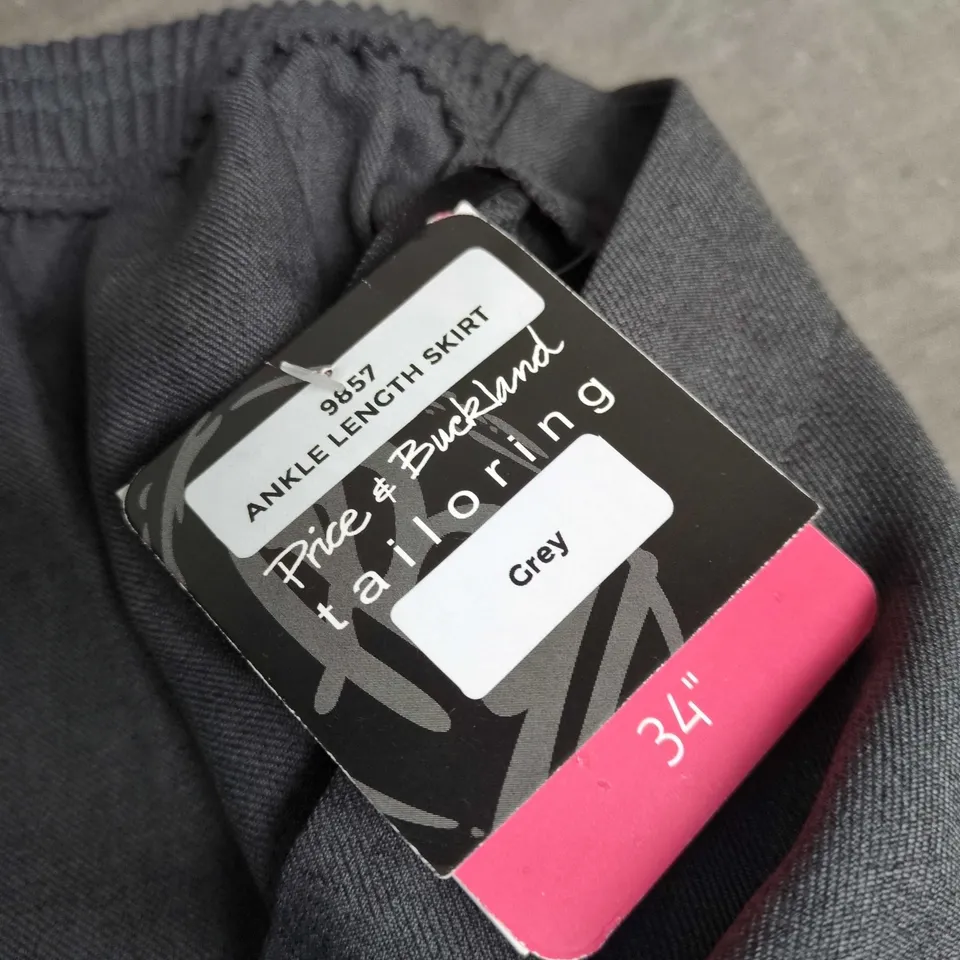 9857
ANKLE LENGTH SKIRT
Price & Buckland
tailoring
Grey
34"